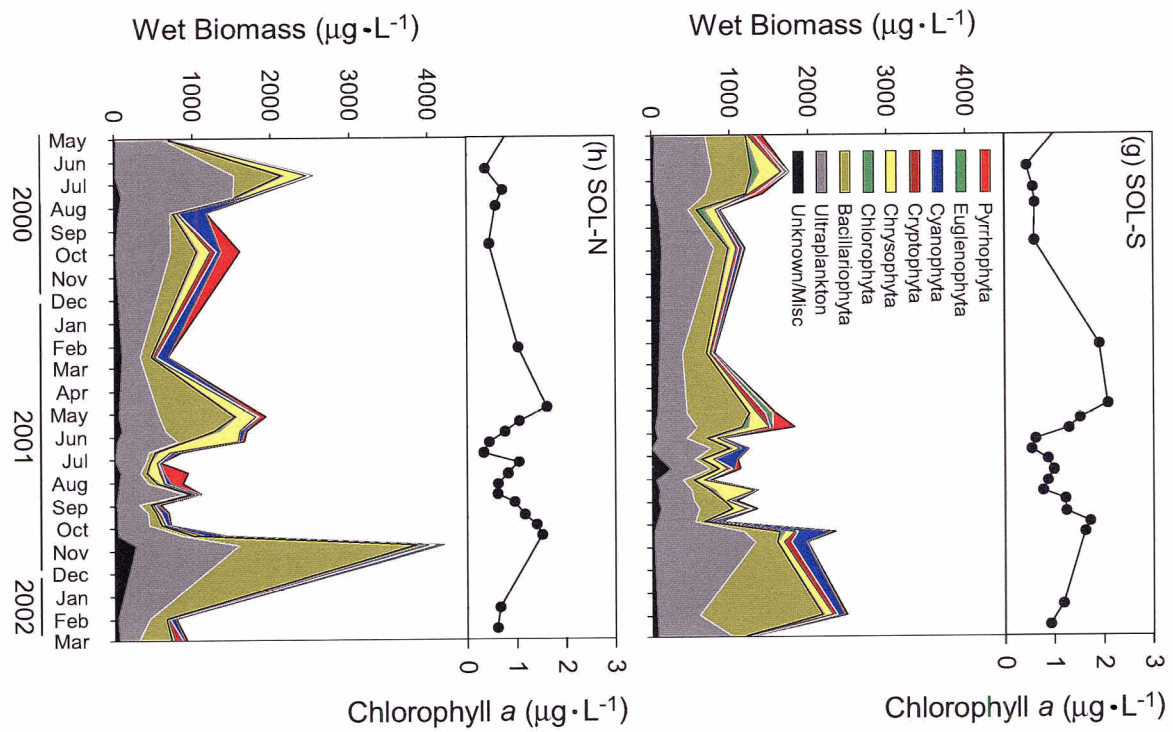 Wet Biomass (µg•L-1)
Wet Biomass (µg•L-1)
0
1000
2000
3000
4000
0
1000
2000
3000
4000
(h) SOL-N
(g) SOL-S
Pyrrhophyta
Euglenophyta
Cyanophyta
Cryptophyta
Chrysophyta
Chlorophyta
Bacillariophyta
Ultraplankton
Unknown/Misc
May
Jun
Jul
Aug
Sep
Oct
Nov
Dec
Jan
Feb
Mar
Apr
May
Jun
Jul
Aug
Sep
Oct
Nov
Dec
Jan
Feb
Mar
2000
2001
2002
0
1
2
3
0
1
2
3
Chlorophyll a (µg•L-1)
Chlorophyll a (µg•L-1)